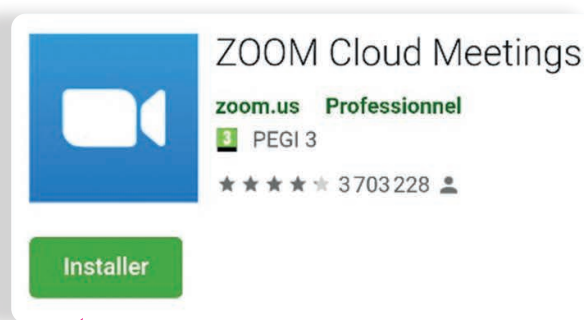 ZOOM Cloud Meetings
zoom.us Professionnel
3 PEGI 3
3 703 228
Installer